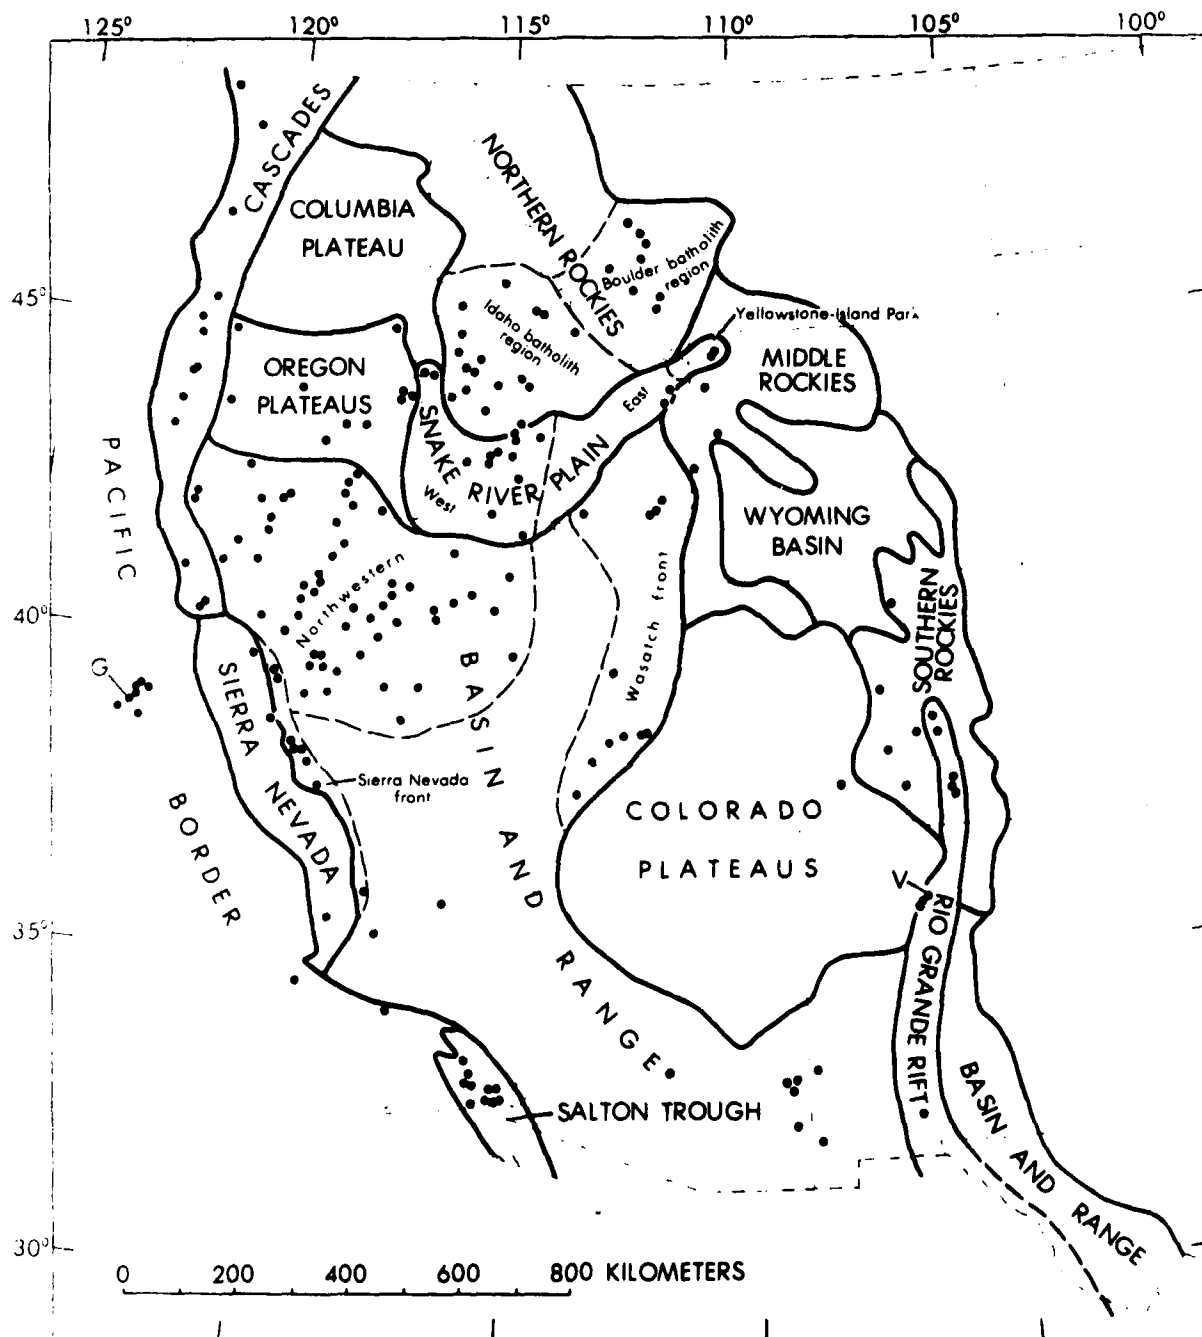 125° 120° 115° 110° 105° 100°
CASCADES
COLUMBIA
PLATEAU
NORTHERN ROCKIES
Boulder batholith
region
45°
Idaho batholith
region
Yellowstone-Island Park
MIDDLE
ROCKIES
OREGON
PLATEAUS
East
SNAKE RIVER PLAIN
West
PACIFIC
BORDER
WYOMING
BASIN
Northwestern
Wasatch front
SOUTHERN
ROCKIES
40°
G
SIERRA
NEVADA
BASIN AND RANGE
Sierra Nevada
front
COLORADO
PLATEAUS
V
RIO GRANDE RIFT
35°
SALTON TROUGH
BASIN AND RANGE
30°
0 200 400 600 800 KILOMETERS